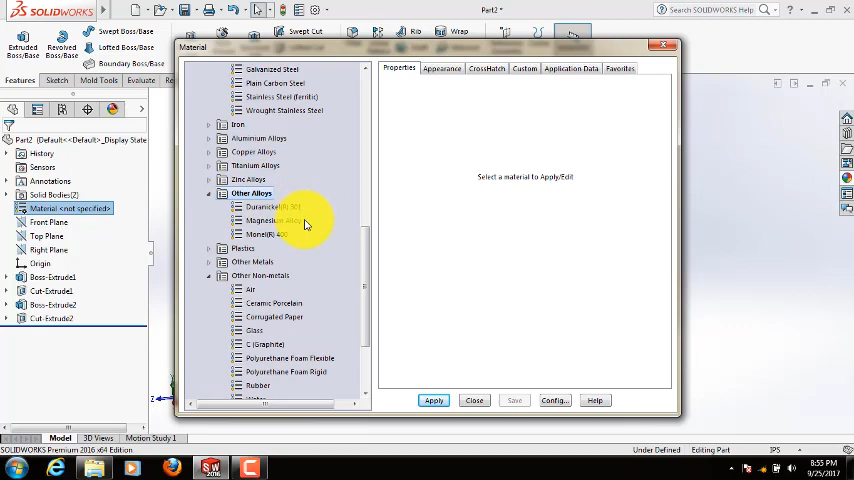 SOLIDWORKS
Part2 *
Search SOLIDWORKS Help
Extruded Boss/Base
Revolved Boss/Base
Swept Boss/Base
Lofted Boss/Base
Boundary Boss/Base
Swept Cut
Rib
Wrap
Features
Sketch
Mold Tools
Evaluate
Part2 (Default<<Default>_Display State
History
Sensors
Annotations
Solid Bodies(2)
Material <not specified>
Front Plane
Top Plane
Right Plane
Origin
Boss-Extrude1
Cut-Extrude1
Boss-Extrude2
Cut-Extrude2
Z
Material
Galvanized Steel
Plain Carbon Steel
Stainless Steel (ferritic)
Wrought Stainless Steel
Iron
Aluminium Alloys
Copper Alloys
Titanium Alloys
Zinc Alloys
Other Alloys
Duranickel(R) 301
Magnesium Alloy
Monel(R) 400
Plastics
Other Metals
Other Non-metals
Air
Ceramic Porcelain
Corrugated Paper
Glass
C (Graphite)
Polyurethane Foam Flexible
Polyurethane Foam Rigid
Rubber
Properties
Appearance
CrossHatch
Custom
Application Data
Favorites
Select a material to Apply/Edit
Apply
Close
Save
Config...
Help
Model
3D Views
Motion Study 1
SOLIDWORKS Premium 2016 x64 Edition
Under Defined
Editing Part
IPS
SW
2016
8:55 PM
9/25/2017